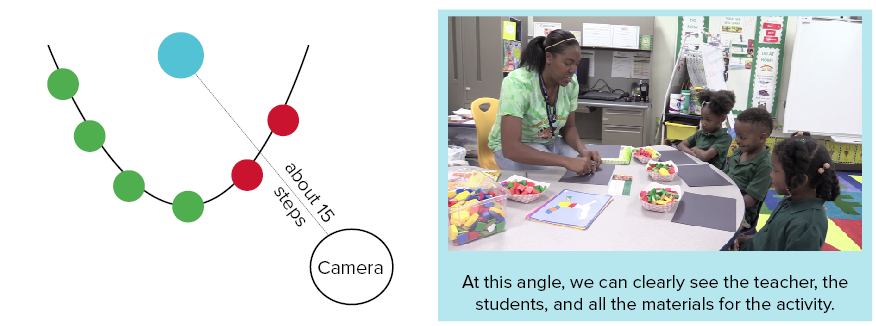 about 15
steps
Camera
At this angle, we can clearly see the teacher, the
students, and all the materials for the activity.